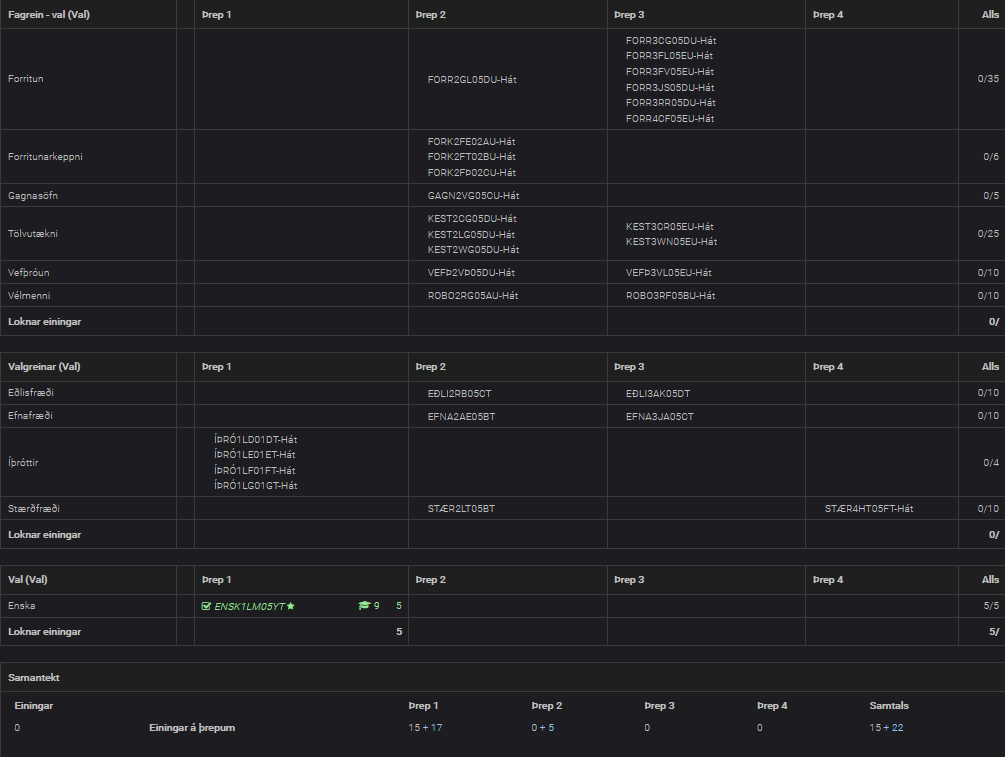 Fagrein - val (Val) Þrep 1 Þrep 2 Þrep 3 Þrep 4 Alls
FORR3CG05DU-Hát
FORR3FL05EU-Hát
FORR3FV05EU-Hát
Forritun FORR2GL05DU-Hát 0/35
FORR3JS05DU-Hát
FORR3RR05DU-Hát
FORR4CF05EU-Hát
FORK2FE02AU-Hát
Forritunarkeppni FORK2FT02BU-Hát 0/6
FORK2FÞ02CU-Hát
Gagnasöfn GAGN2VG05CU-Hát 0/5
KEST2CG05DU-Hát KEST3CR05EU-Hát
Tölvutækni KEST2LG05DU-Hát 0/25
KEST2WG05DU-Hát KEST3WN05EU-Hát
Vefþróun VEFÞ2VÞ05DU-Hát VEFÞ3VL05EU-Hát 0/10
Vélmenni ROBO2RG05AU-Hát ROBO3RF05BU-Hát 0/10
Loknar einingar 0/
Valgreinar (Val) Þrep 1 Þrep 2 Þrep 3 Þrep 4 Alls
Eðlisfræði EÐLI2RB05CT EÐLI3AK05DT 0/10
Efnafræði EFNA2AE05BT EFNA3JA05CT 0/10
ÍÞRÓ1LD01DT-Hát
ÍÞRÓ1LE01ET-Hát
Íþróttir 0/4
ÍÞRÓ1LF01FT-Hát
ÍÞRÓ1LG01GT-Hát
Stærðfræði STÆR2LT05BT STÆR4HT05FT-Hát 0/10
Loknar einingar 0/
Val (Val) Þrep 1 Þrep 2 Þrep 3 Þrep 4 Alls
Enska ENSK1LM05YT 9 5 5/5
Loknar einingar 5 5/
Samantekt
Einingar Þrep 1 Þrep 2 Þrep 3 Þrep 4 Samtals
0 Einingar á þrepum 15 + 17 0 + 5 0 0 15 + 22